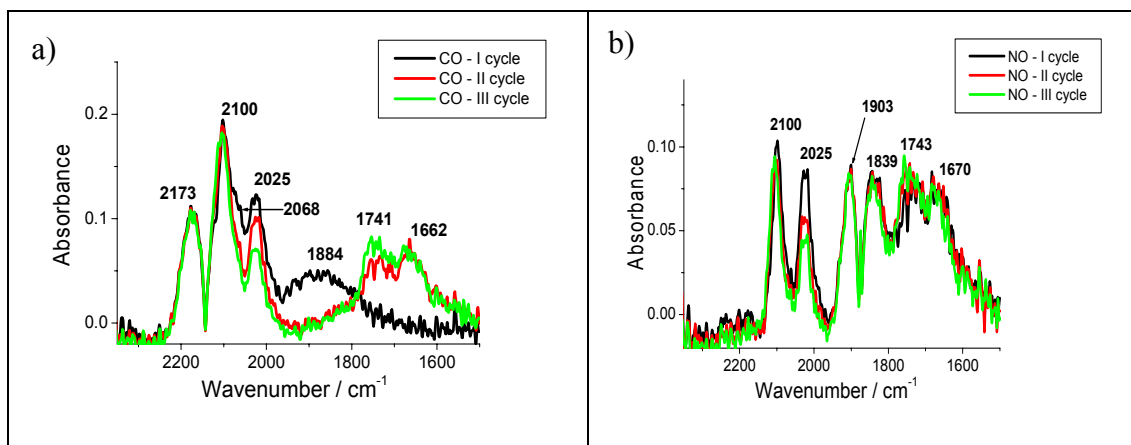 a)
CO - I cycle
CO - II cycle
CO - III cycle
2100
2173
2025
2068
1884
1741
1662
0.2
0.1
0.0
Absorbance
2200 2000 1800 1600
Wavenumber / cm⁻¹
b)
NO - I cycle
NO - II cycle
NO - III cycle
2100
1903
2025
1839
1743
1670
0.10
0.05
0.00
Absorbance
2200 2000 1800 1600
Wavenumber / cm⁻¹